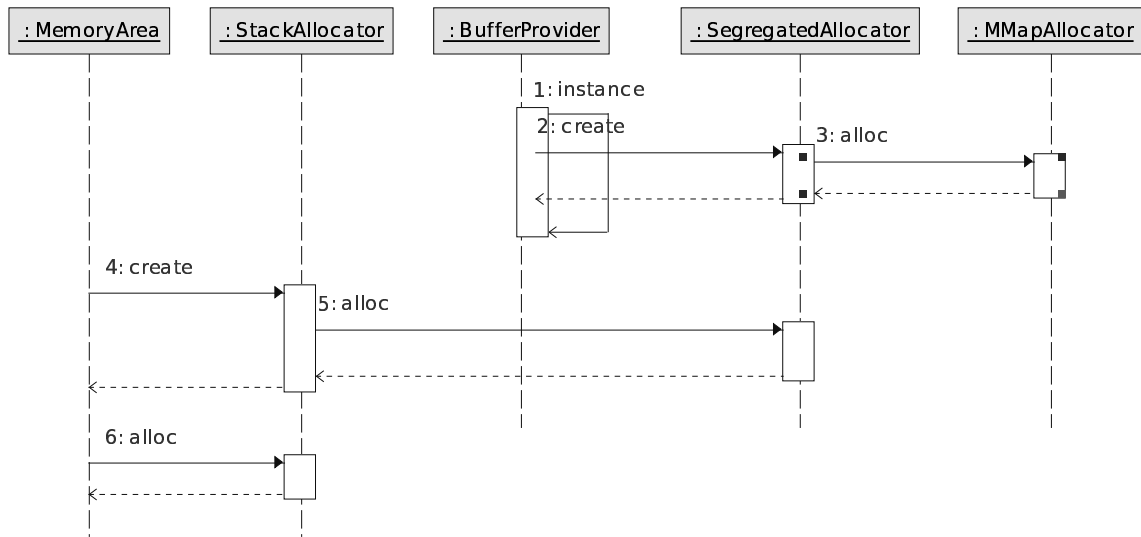 : MemoryArea
: StackAllocator
: BufferProvider
: SegregatedAllocator
: MMapAllocator
1: instance
2: create
3: alloc
4: create
5: alloc
6: alloc